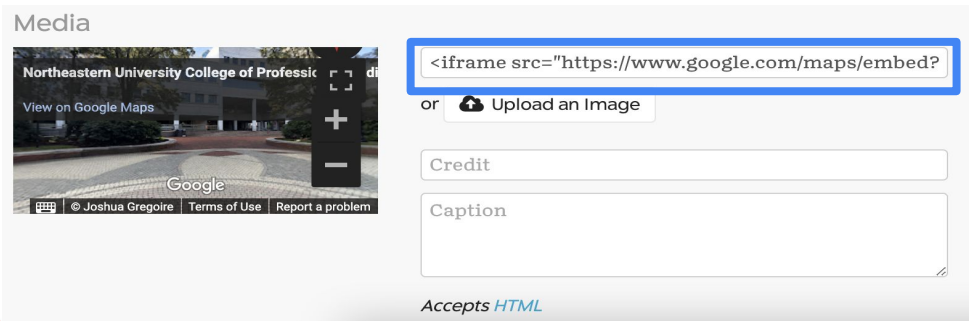 Media
Northeastern University College of Professic
di
View on Google Maps
Google
© Joshua Gregoire Terms of Use Report a problem
<iframe src="https://www.google.com/maps/embed?
or Upload an Image
Credit
Caption
Accepts HTML